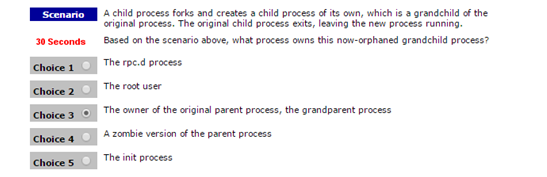 Scenario A child process forks and creates a child process of its own, which is a grandchild of the
original process. The original child process exits, leaving the new process running.
30 Seconds Based on the scenario above, what process owns this now-orphaned grandchild process?
Choice 1 The rpc.d process
Choice 2 The root user
Choice 3 The owner of the original parent process, the grandparent process
Choice 4 A zombie version of the parent process
Choice 5 The init process